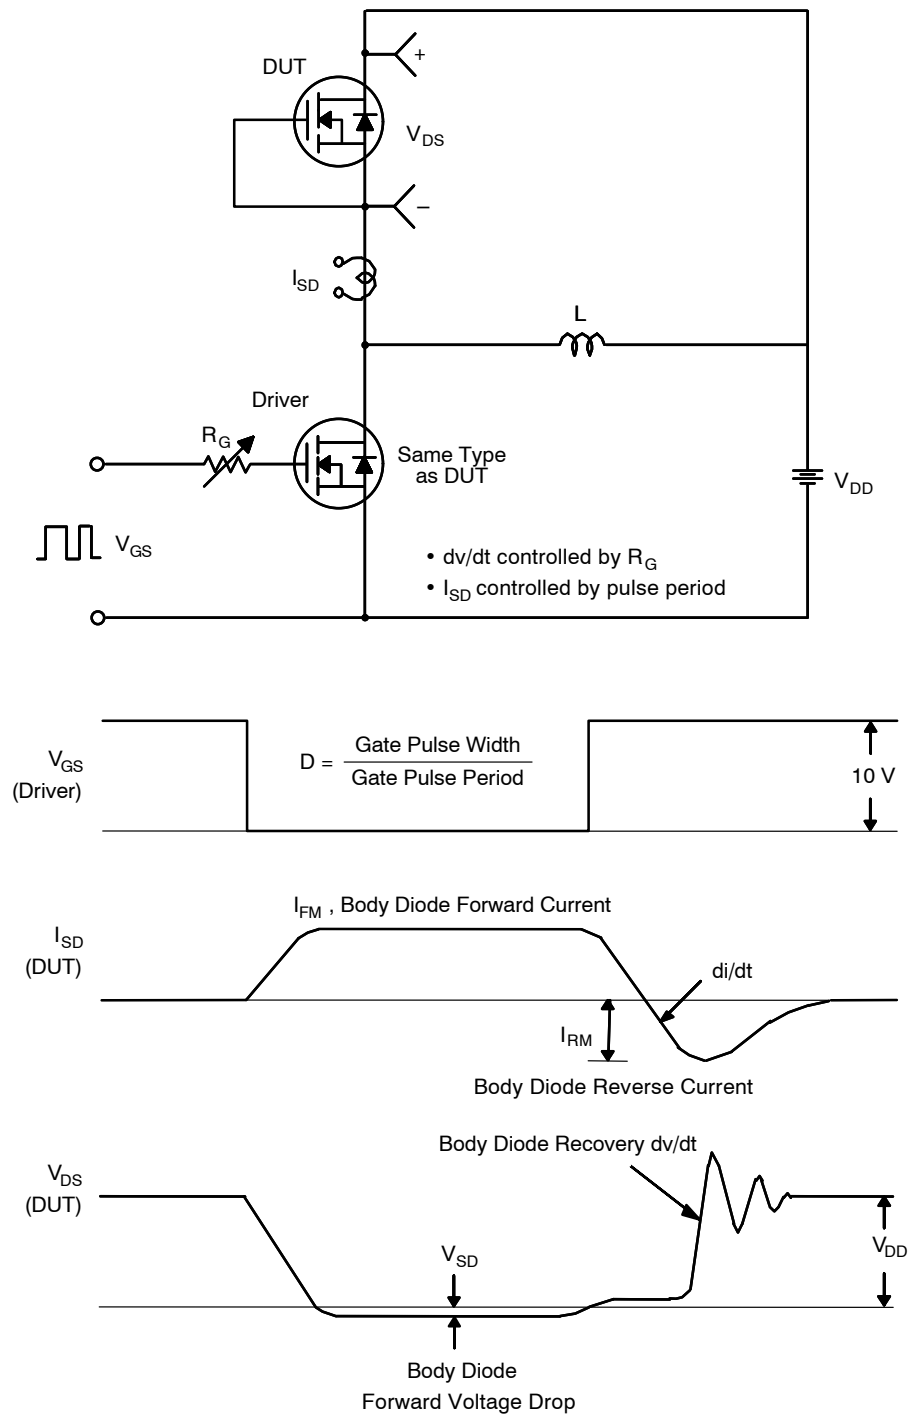 DUT
+
V_DS
−
I_SD
L
Driver
R_G
Same Type
as DUT
V_DD
V_GS
• dv/dt controlled by R_G
• I_SD controlled by pulse period
V_GS
(Driver)
D = Gate Pulse Width
Gate Pulse Period
10 V
I_FM , Body Diode Forward Current
I_SD
(DUT)
di/dt
I_RM
Body Diode Reverse Current
Body Diode Recovery dv/dt
V_DS
(DUT)
V_SD
V_DD
Body Diode
Forward Voltage Drop